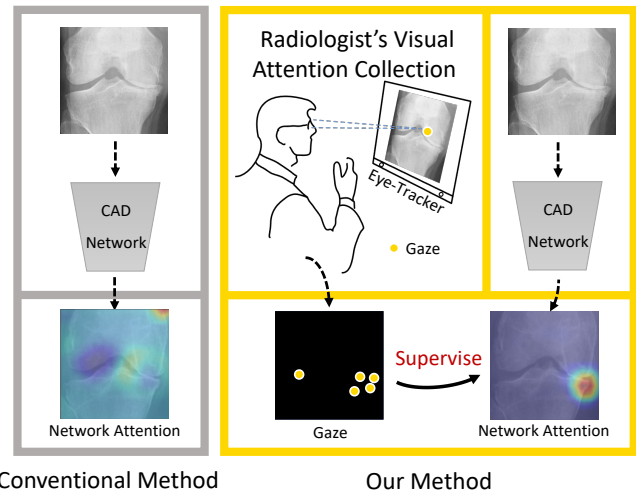 Radiologist's Visual
Attention Collection
CAD
Network
Eye-Tracker
Gaze
CAD
Network
Supervise
Network Attention
Gaze
Network Attention
Conventional Method
Our Method